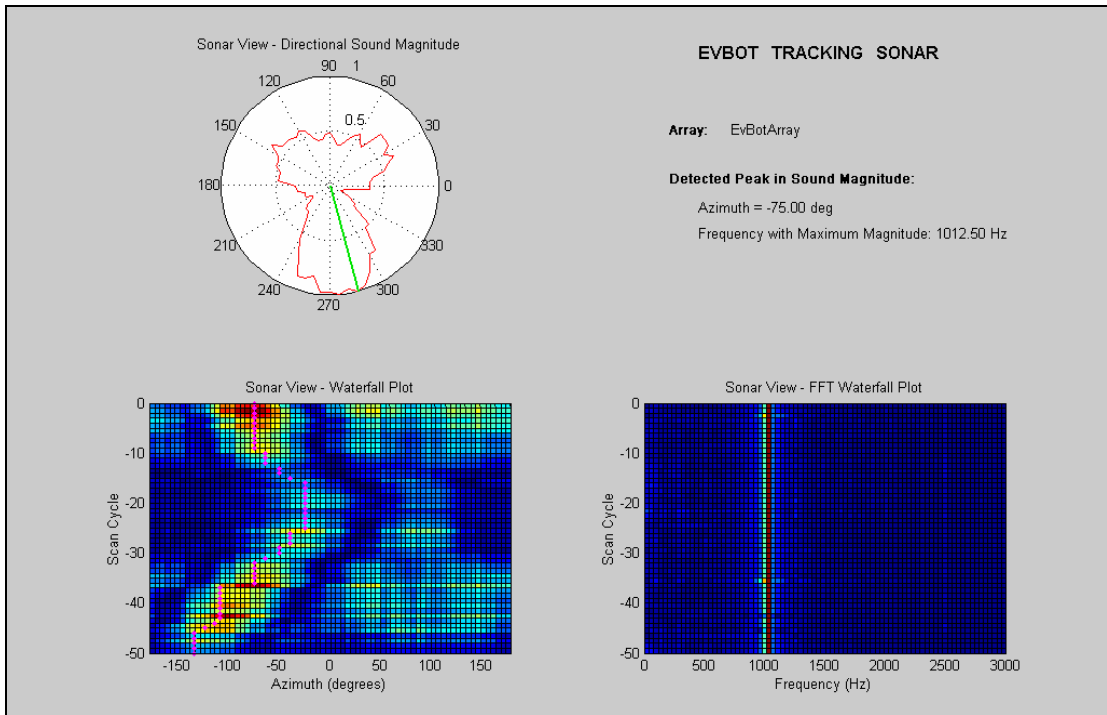 Sonar View - Directional Sound Magnitude
90 1
120 60
0.5
150 30
180 0
210 330
240 300
270
EVBOT TRACKING SONAR
Array: EvBotArray
Detected Peak in Sound Magnitude:
Azimuth = -75.00 deg
Frequency with Maximum Magnitude: 1012.50 Hz
Sonar View - Waterfall Plot
0
-10
-20
-30
-40
-50
Scan Cycle
-150 -100 -50 0 50 100 150
Azimuth (degrees)
Sonar View - FFT Waterfall Plot
0
-10
-20
-30
-40
-50
Scan Cycle
0 500 1000 1500 2000 2500 3000
Frequency (Hz)